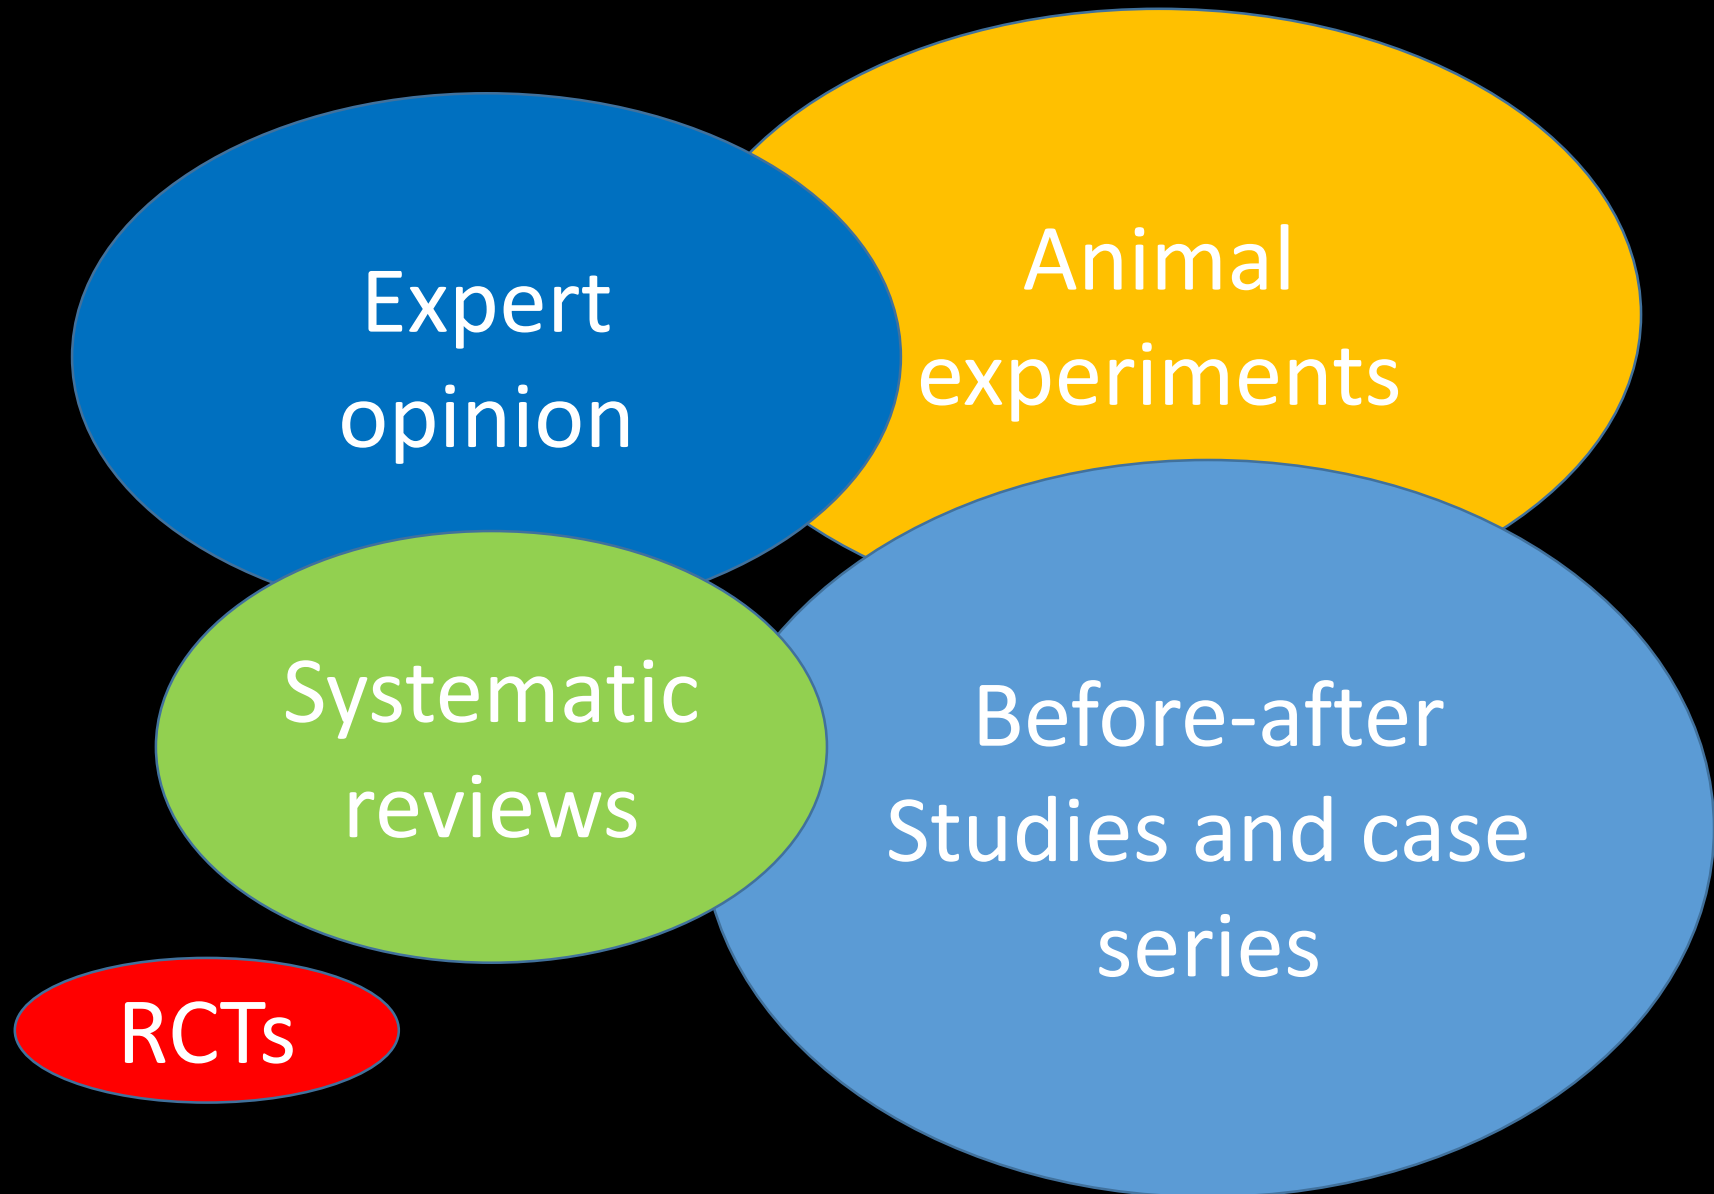 Expert
opinion
Animal
experiments
Systematic
reviews
Before-after
Studies and case
series
RCTs